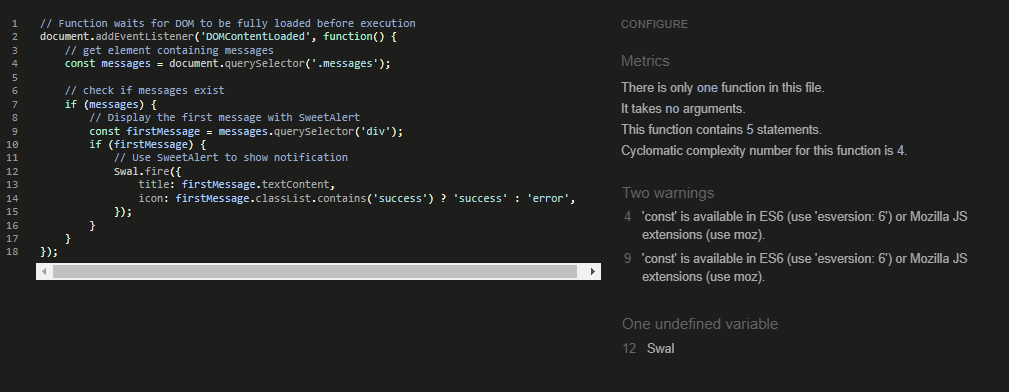 1 // Function waits for DOM to be fully loaded before execution
2 document.addEventListener('DOMContentLoaded', function() {
3 // get element containing messages
4 const messages = document.querySelector('.messages');
5
6 // check if messages exist
7 if (messages) {
8 // Display the first message with SweetAlert
9 const firstMessage = messages.querySelector('div');
10 if (firstMessage) {
11 // Use SweetAlert to show notification
12 Swal.fire({
13 title: firstMessage.textContent,
14 icon: firstMessage.classList.contains('success') ? 'success' : 'error',
15 });
16 }
17 }
18 });
CONFIGURE
Metrics
There is only one function in this file.
It takes no arguments.
This function contains 5 statements.
Cyclomatic complexity number for this function is 4.
Two warnings
4 'const' is available in ES6 (use 'esversion: 6') or Mozilla JS
extensions (use moz).
9 'const' is available in ES6 (use 'esversion: 6') or Mozilla JS
extensions (use moz).
One undefined variable
12 Swal